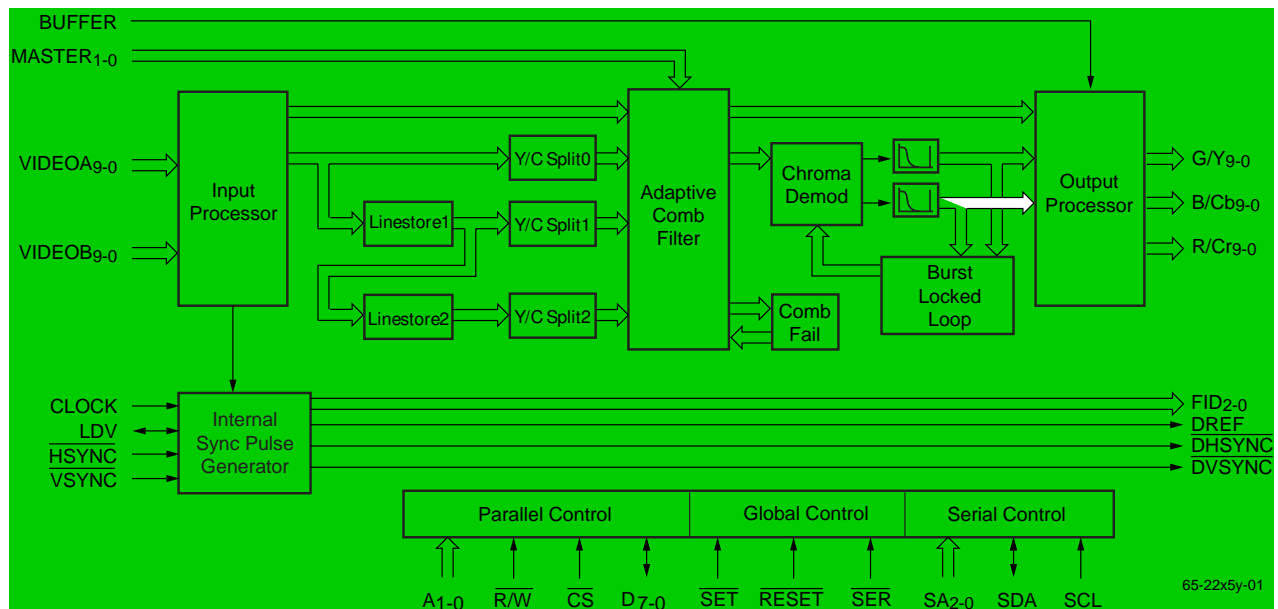 BUFFER
MASTER1-0
VIDEOA9-0
VIDEOB9-0
Input
Processor
Linestore1
Linestore2
Y/C Split0
Y/C Split1
Y/C Split2
Adaptive
Comb
Filter
Chroma
Demod
Comb
Fail
Burst
Locked
Loop
Output
Processor
G/Y9-0
B/Cb9-0
R/Cr9-0
CLOCK
LDV
HSYNC
VSYNC
Internal
Sync Pulse
Generator
FID2-0
DREF
DHSYNC
DVSYNC
Parallel Control
Global Control
Serial Control
A1-0
R/W
CS
D7-0
SET
RESET
SER
SA2-0
SDA
SCL
65-22x5y-01